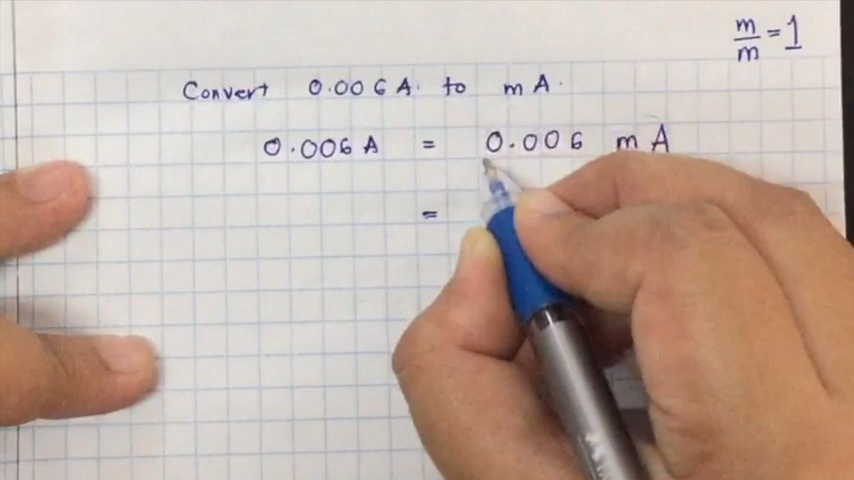 m/m = 1
Convert 0.006 A. to mA.
0.006 A = 0.006 mA
=